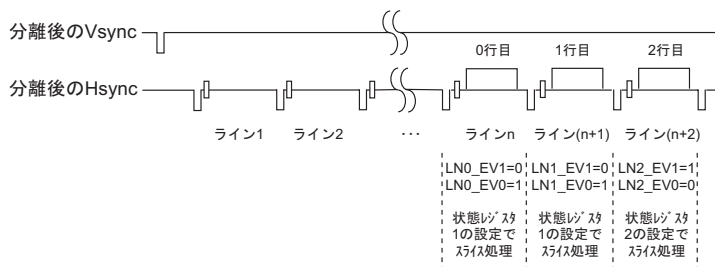 分離後のVsync
0行目 1行目 2行目
分離後のHsync
ライン1 ライン2 ･･･ ラインn ライン(n+1) ライン(n+2)
LN0_EV1=0 LN1_EV1=0 LN2_EV1=1
LN0_EV0=1 LN1_EV0=1 LN2_EV0=0
状態ﾚｼﾞｽﾀ 状態ﾚｼﾞｽﾀ 状態ﾚｼﾞｽﾀ
1の設定で 1の設定で 2の設定で
ｽﾗｲｽ処理 ｽﾗｲｽ処理 ｽﾗｲｽ処理